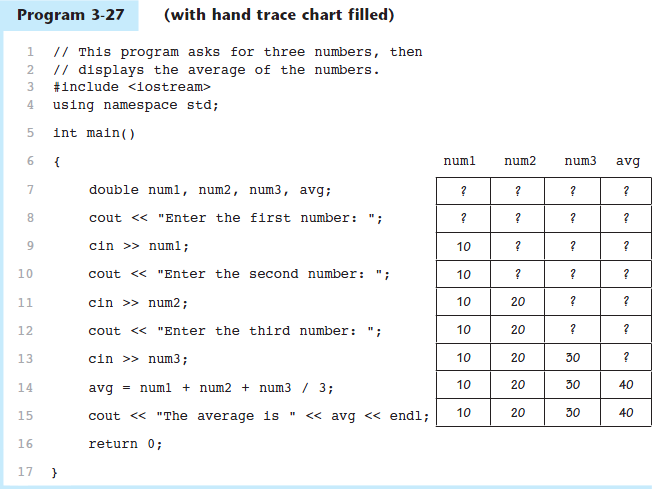 Program 3-27 (with hand trace chart filled)
1 // This program asks for three numbers, then
2 // displays the average of the numbers.
3 #include <iostream>
4 using namespace std;
5 int main()
6 { num1 num2 num3 avg
7 double num1, num2, num3, avg; ? ? ? ?
8 cout << "Enter the first number: "; ? ? ? ?
9 cin >> num1; 10 ? ? ?
10 cout << "Enter the second number: "; 10 ? ? ?
11 cin >> num2; 10 20 ? ?
12 cout << "Enter the third number: "; 10 20 ? ?
13 cin >> num3; 10 20 30 ?
14 avg = num1 + num2 + num3 / 3; 10 20 30 40
15 cout << "The average is " << avg << endl; 10 20 30 40
16 return 0;
17 }